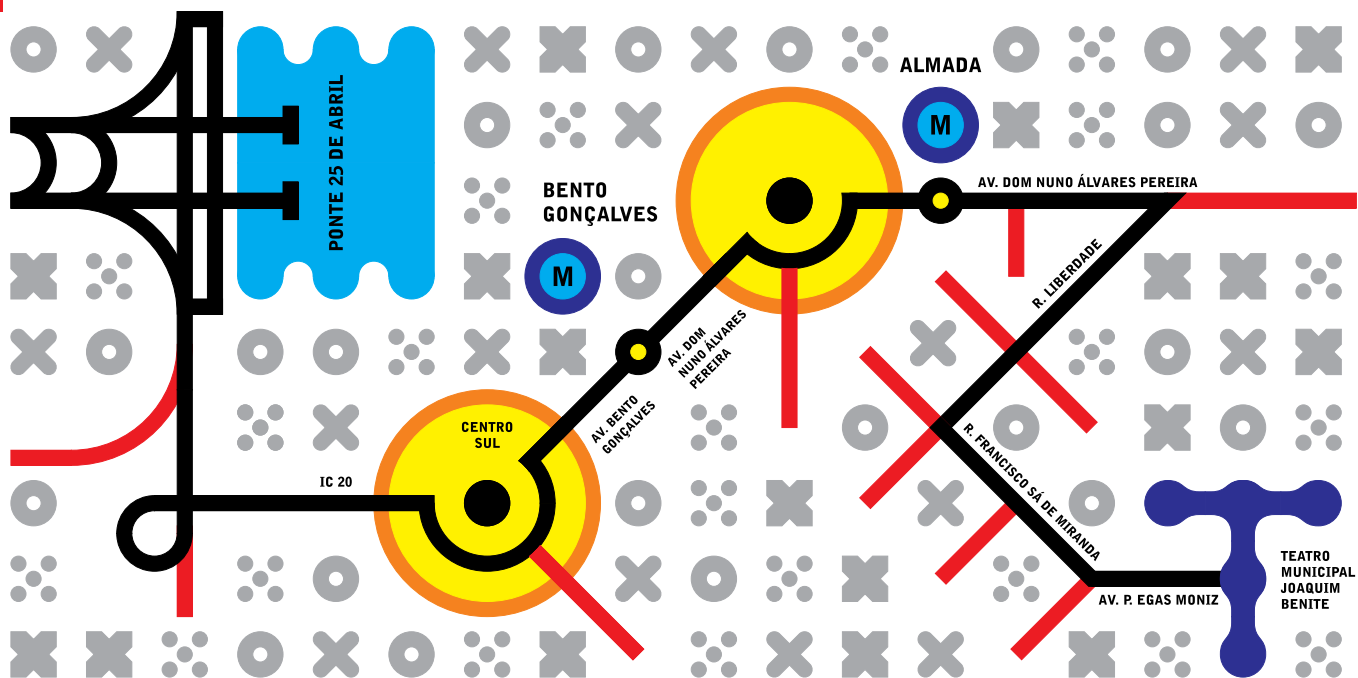 ALMADA
M
PONTE 25 DE ABRIL
BENTO
GONÇALVES
M
AV. DOM NUNO ÁLVARES PEREIRA
R. LIBERDADE
AV. DOM
NUNO ÁLVARES
PEREIRA
AV. BENTO
GONÇALVES
CENTRO
SUL
IC 20
R. FRANCISCO SÁ DE MIRANDA
AV. P. EGAS MONIZ
TEATRO
MUNICIPAL
JOAQUIM
BENITE